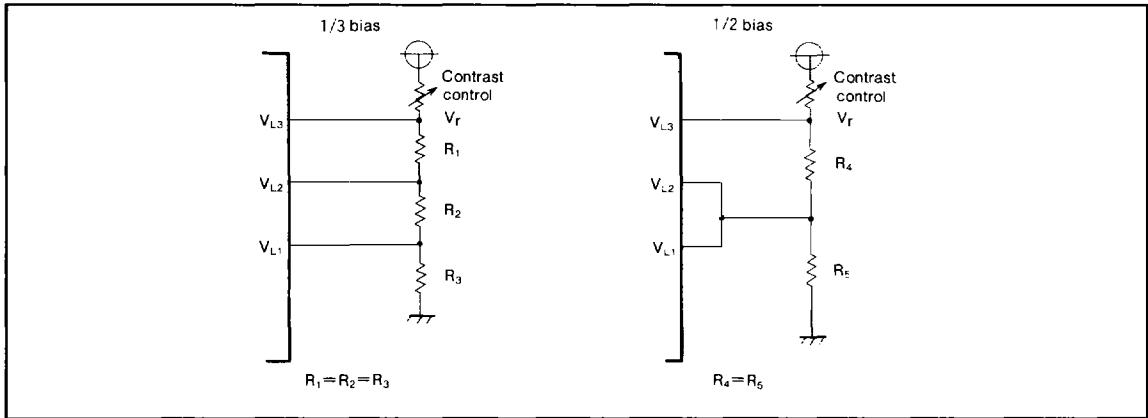 1/3 bias
Contrast
control
V_L3
V_r
R_1
V_L2
R_2
V_L1
R_3
R_1=R_2=R_3
1/2 bias
Contrast
control
V_L3
V_r
R_4
V_L2
V_L1
R_5
R_4=R_5